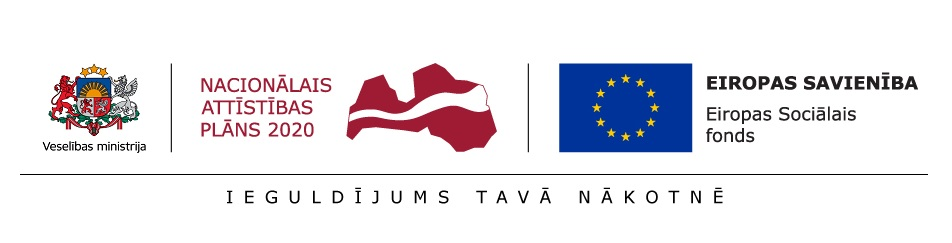 Veselības ministrija
NACIONĀLAIS
ATTĪSTĪBAS
PLĀNS 2020
EIROPAS SAVIENĪBA
Eiropas Sociālais
fonds
IEGULDĪJUMS TAVĀ NĀKOTNĒ